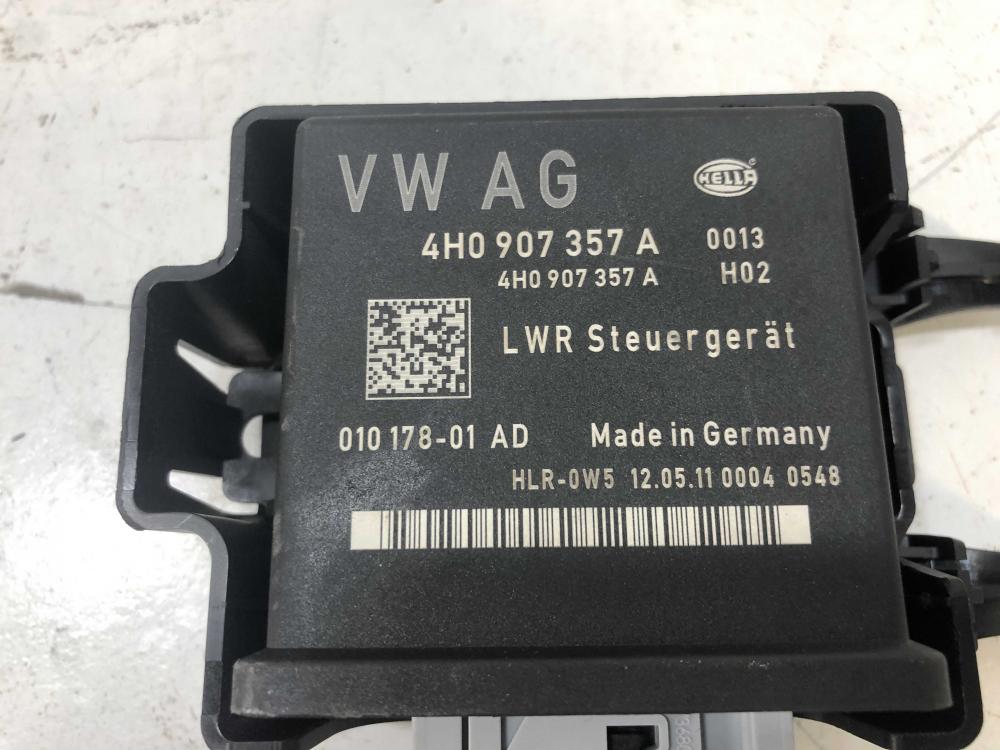 VW AG HELLA
4H0 907 357 A 0013
4H0 907 357 A H02
LWR Steuergerät
010 178-01 AD Made in Germany
HLR-0W5 12.05.11 0004 0548